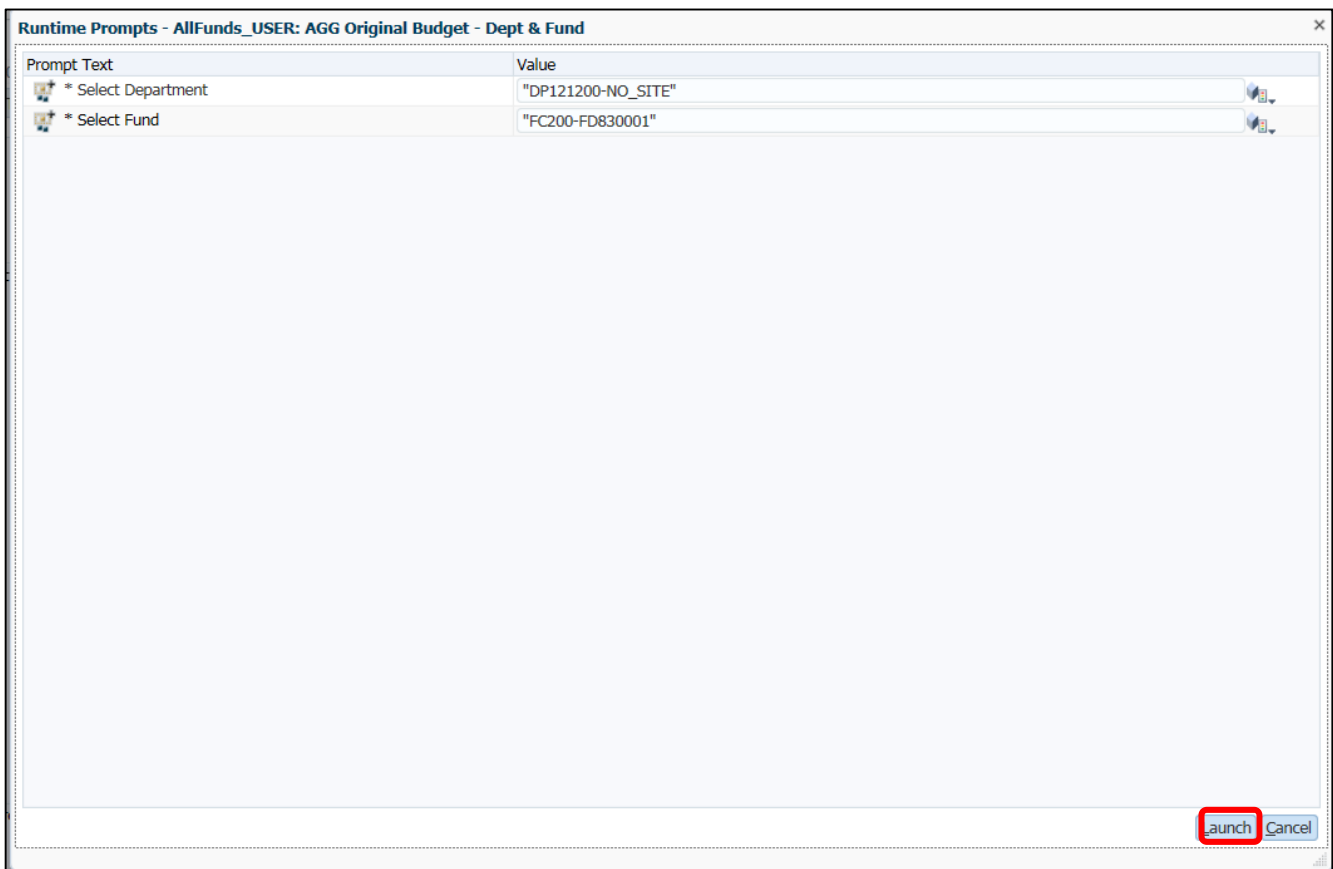 Runtime Prompts - AllFunds_USER: AGG Original Budget - Dept & Fund ×
Prompt Text Value
* Select Department "DP121200-NO_SITE"
* Select Fund "FC200-FD830001"
Launch Cancel